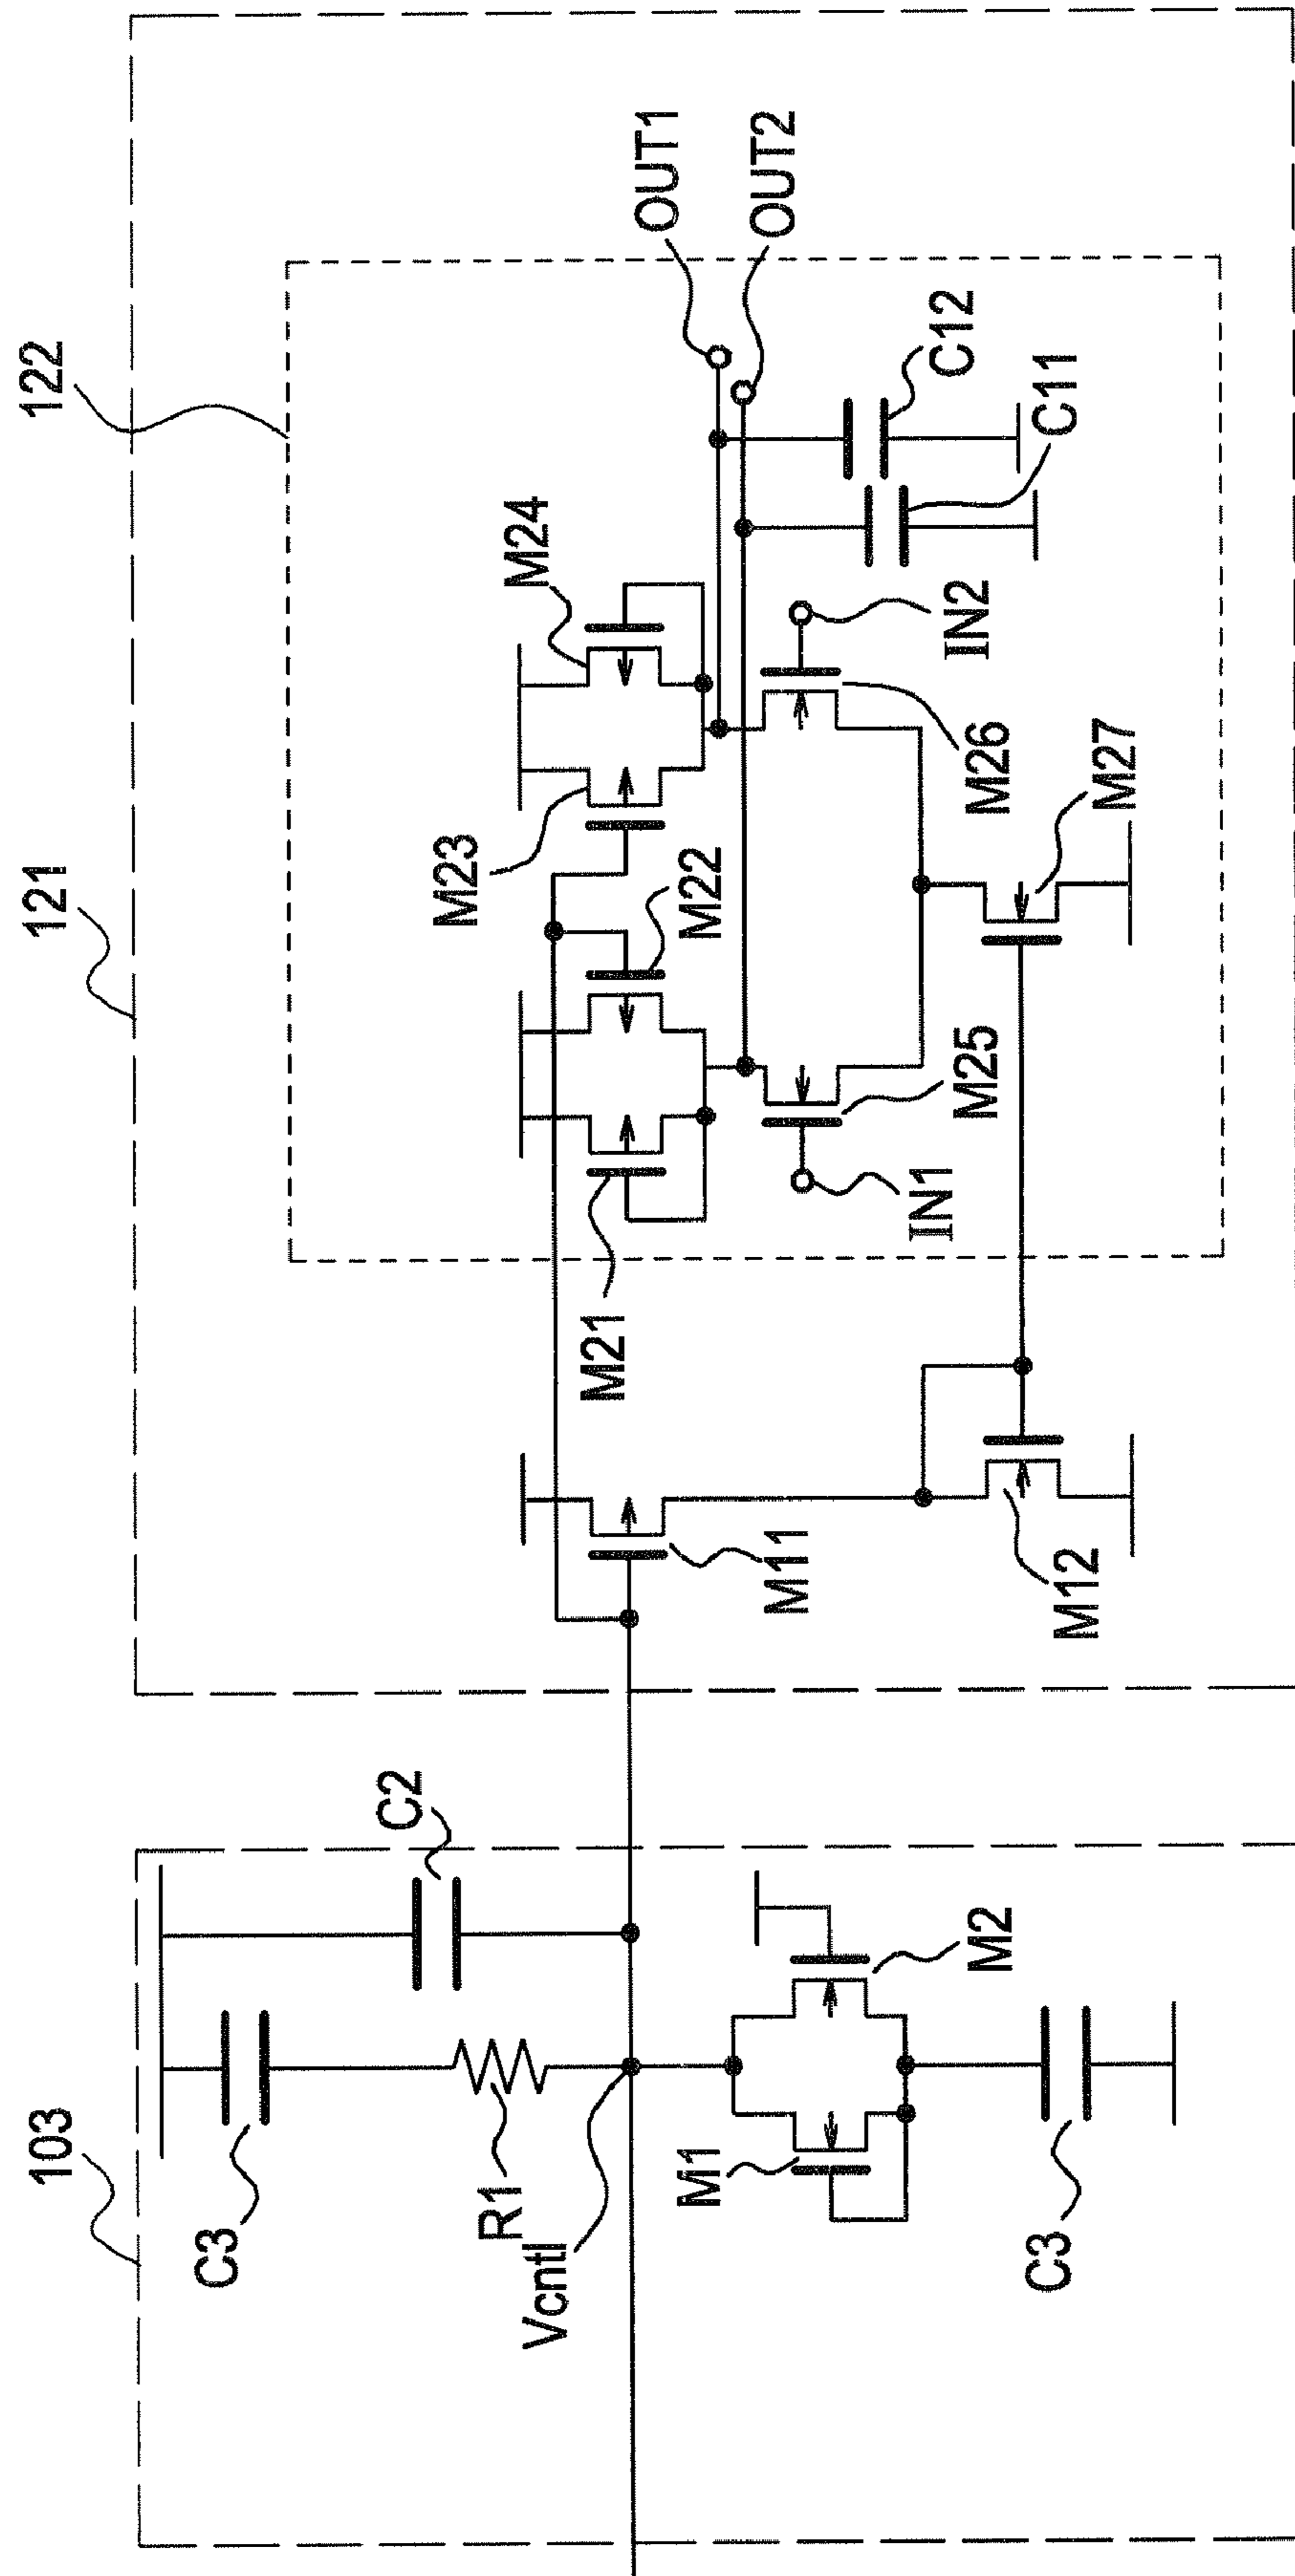 103
121
122
C3
C2
R1
Vcntl
M1
M2
C3
M11
M12
M21
M22
M23
M24
IN1
M25
M26
IN2
M27
OUT1
OUT2
C12
C11